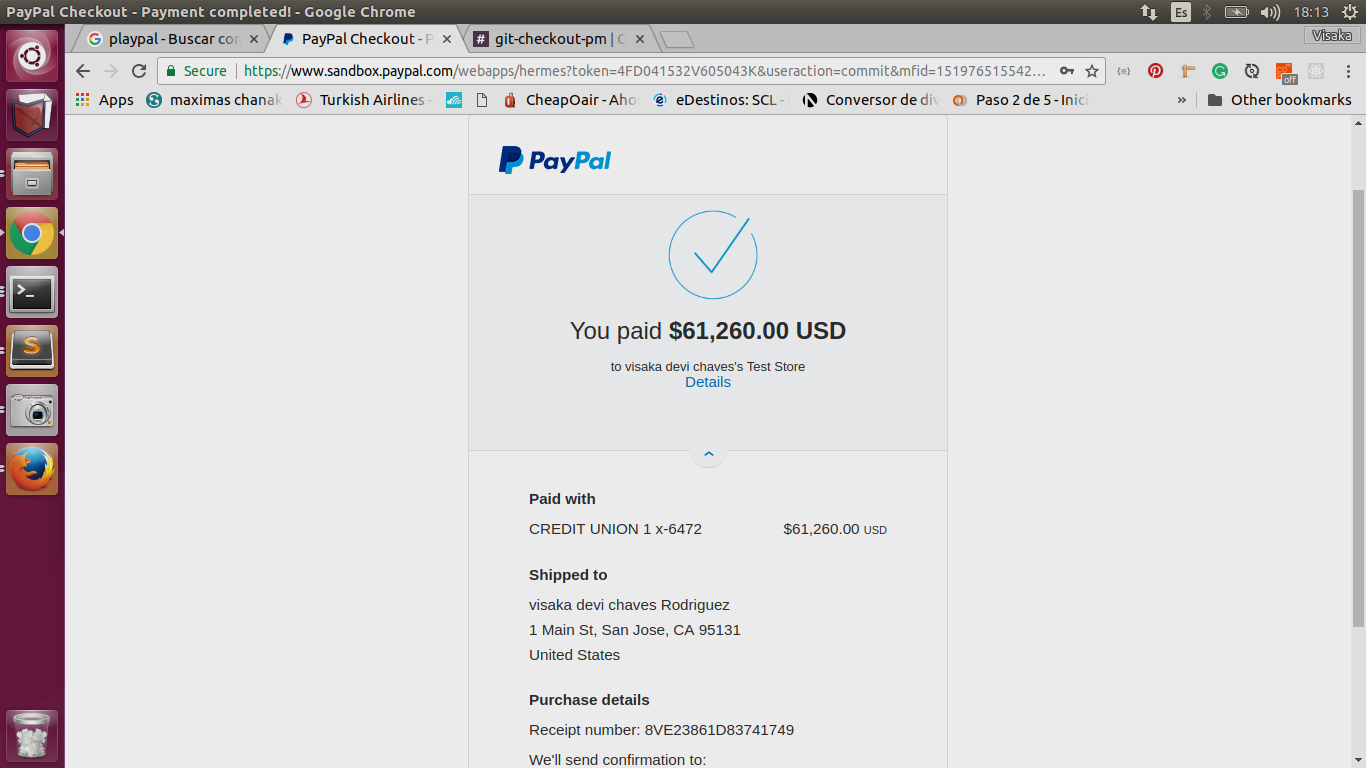 PayPal Checkout - Payment completed! - Google Chrome
Es
18:13
playpal - Buscar con
PayPal Checkout - P
git-checkout-pm | C
Visaka
Secure
https://www.sandbox.paypal.com/webapps/hermes?token=4FD041532V605043K&useraction=commit&mfid=151976515542...
off
Apps
maximas chanak
Turkish Airlines -
CheapOair - Aho
eDestinos: SCL -
Conversor de div
Paso 2 de 5 - Inici
»
Other bookmarks
PayPal
You paid $61,260.00 USD
to visaka devi chaves's Test Store
Details
Paid with
CREDIT UNION 1 x-6472 $61,260.00 USD
Shipped to
visaka devi chaves Rodriguez
1 Main St, San Jose, CA 95131
United States
Purchase details
Receipt number: 8VE23861D83741749
We'll send confirmation to: